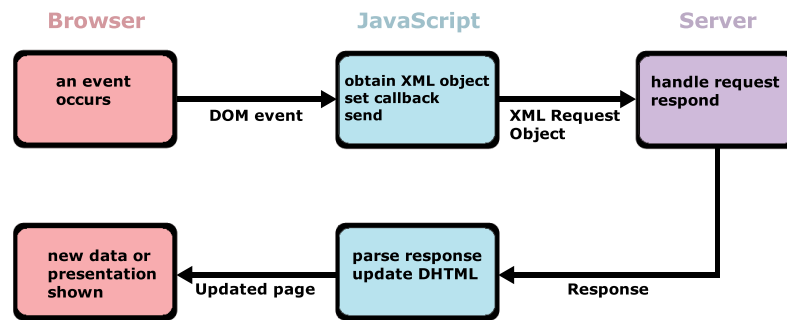 Browser
JavaScript
Server
an event
occurs
DOM event
obtain XML object
set callback
send
XML Request
Object
handle request
respond
Response
parse response
update DHTML
Updated page
new data or
presentation
shown